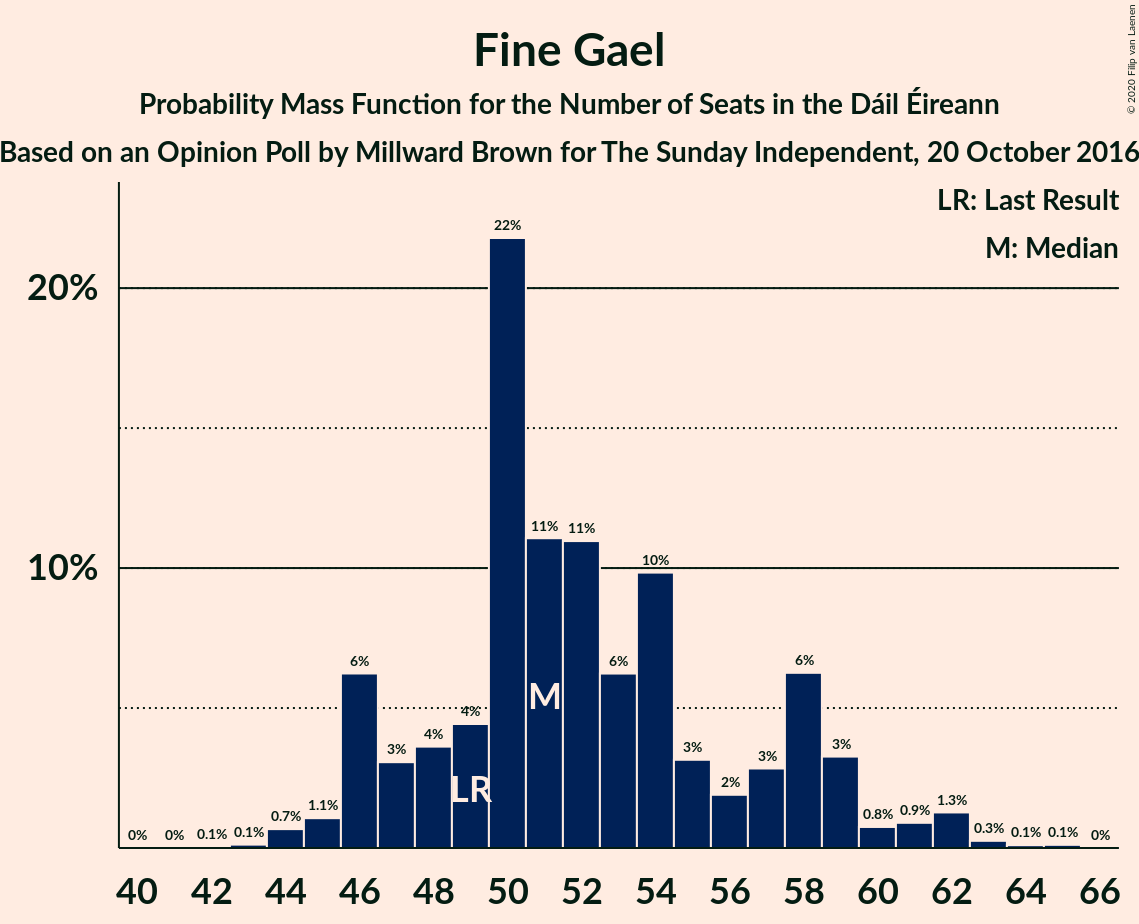 Fine Gael
Probability Mass Function for the Number of Seats in the Dáil Éireann
Based on an Opinion Poll by Millward Brown for The Sunday Independent, 20 October 2016
© 2020 Filip van Laenen
LR: Last Result
M: Median
20%
10%
0% 0% 0.1% 0.1% 0.7% 1.1% 6% 3% 4% 4% 22% 11% 11% 6% 10% 3% 2% 3% 6% 3% 0.8% 0.9% 1.3% 0.3% 0.1% 0.1% 0%
M
LR
40 42 44 46 48 50 52 54 56 58 60 62 64 66